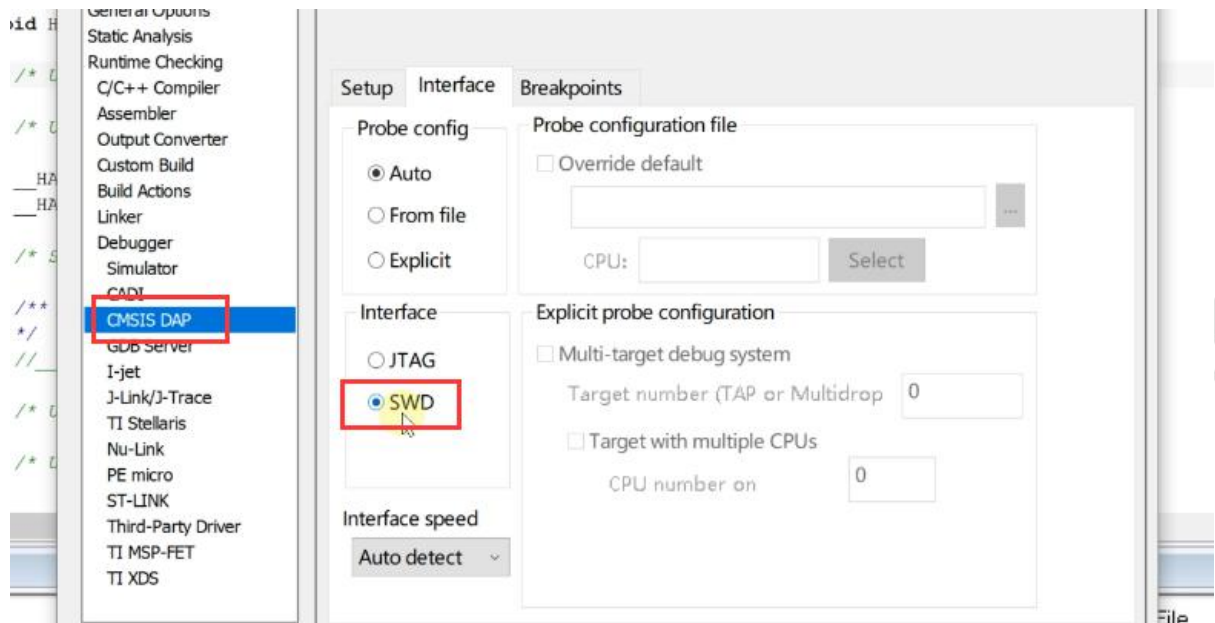 oid H
/* U
/* U
__HA
__HA
/* S
/**
*/
//__
/* U
/* U
General Options
Static Analysis
Runtime Checking
C/C++ Compiler
Assembler
Output Converter
Custom Build
Build Actions
Linker
Debugger
Simulator
CADI
CMSIS DAP
GDB Server
I-jet
J-Link/J-Trace
TI Stellaris
Nu-Link
PE micro
ST-LINK
Third-Party Driver
TI MSP-FET
TI XDS
Setup Interface Breakpoints
Probe config
Auto
From file
Explicit
Probe configuration file
Override default
...
CPU: Select
Interface
JTAG
SWD
Interface speed
Auto detect
Explicit probe configuration
Multi-target debug system
Target number (TAP or Multidrop 0
Target with multiple CPUs
CPU number on 0
File